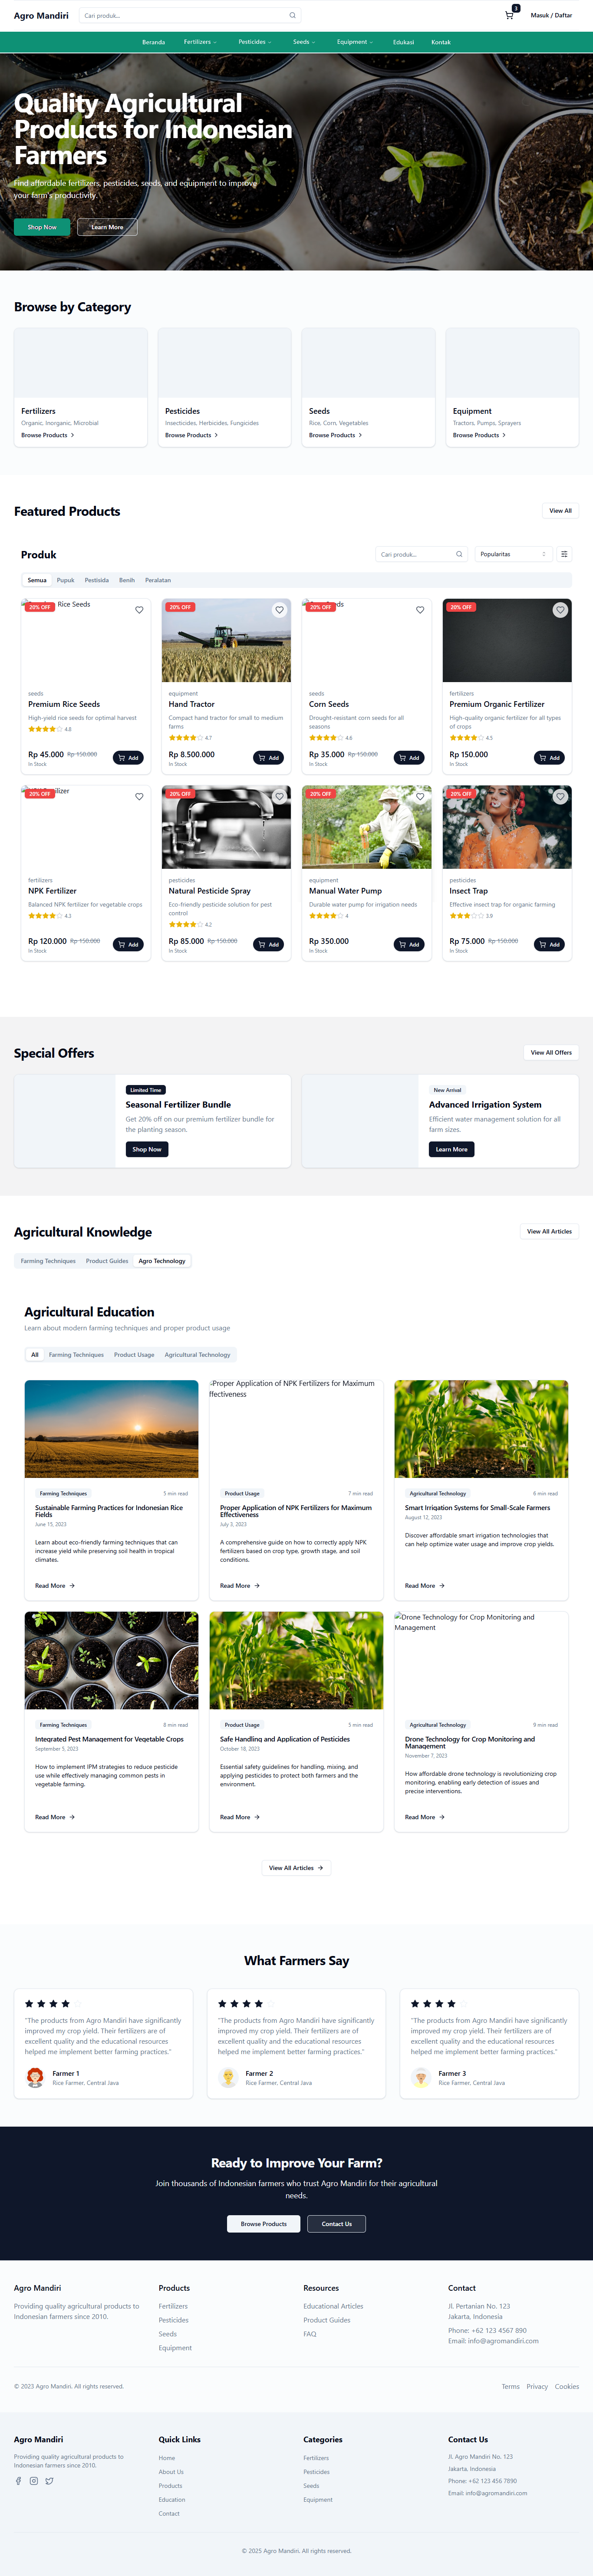 Agro Mandiri
Cari produk...
3
Masuk / Daftar
Beranda
Fertilizers
Pesticides
Seeds
Equipment
Edukasi
Kontak
Quality Agricultural
Products for Indonesian
Farmers
Find affordable fertilizers, pesticides, seeds, and equipment to improve
your farm's productivity.
Shop Now
Learn More
Browse by Category
Fertilizers
Organic, Inorganic, Microbial
Browse Products
Pesticides
Insecticides, Herbicides, Fungicides
Browse Products
Seeds
Rice, Corn, Vegetables
Browse Products
Equipment
Tractors, Pumps, Sprayers
Browse Products
Featured Products
View All
Produk
Cari produk...
Popularitas
Semua
Pupuk
Pestisida
Benih
Peralatan
20% OFF
Rice Seeds
seeds
Premium Rice Seeds
High-yield rice seeds for optimal harvest
4.8
Rp 45.000 Rp 150.000
In Stock
Add
20% OFF
equipment
Hand Tractor
Compact hand tractor for small to medium
farms
4.7
Rp 8.500.000
In Stock
Add
20% OFF
seeds
Corn Seeds
Drought-resistant corn seeds for all
seasons
4.6
Rp 35.000 Rp 150.000
In Stock
Add
20% OFF
fertilizers
Premium Organic Fertilizer
High-quality organic fertilizer for all types
of crops
4.5
Rp 150.000
In Stock
Add
20% OFF
fertilizers
NPK Fertilizer
Balanced NPK fertilizer for vegetable crops
4.3
Rp 120.000 Rp 150.000
In Stock
Add
20% OFF
pesticides
Natural Pesticide Spray
Eco-friendly pesticide solution for pest
control
4.2
Rp 85.000 Rp 150.000
In Stock
Add
20% OFF
equipment
Manual Water Pump
Durable water pump for irrigation needs
4
Rp 350.000
In Stock
Add
20% OFF
pesticides
Insect Trap
Effective insect trap for organic farming
3.9
Rp 75.000 Rp 150.000
In Stock
Add
Special Offers
View All Offers
Limited Time
Seasonal Fertilizer Bundle
Get 20% off on our premium fertilizer bundle for
the planting season.
Shop Now
New Arrival
Advanced Irrigation System
Efficient water management solution for all
farm sizes.
Learn More
Agricultural Knowledge
View All Articles
Farming Techniques
Product Guides
Agro Technology
Agricultural Education
Learn about modern farming techniques and proper product usage
All
Farming Techniques
Product Usage
Agricultural Technology
Farming Techniques
5 min read
Sustainable Farming Practices for Indonesian Rice
Fields
June 15, 2023
Learn about eco-friendly farming techniques that can
increase yield while preserving soil health in tropical
climates.
Read More
Proper Application of NPK Fertilizers for Maximum
Effectiveness
Product Usage
7 min read
Proper Application of NPK Fertilizers for Maximum
Effectiveness
July 3, 2023
A comprehensive guide on how to correctly apply NPK
fertilizers based on crop type, growth stage, and soil
conditions.
Read More
Agricultural Technology
6 min read
Smart Irrigation Systems for Small-Scale Farmers
August 12, 2023
Discover affordable smart irrigation technologies that
can help optimize water usage and improve crop yields.
Read More
Farming Techniques
8 min read
Integrated Pest Management for Vegetable Crops
September 5, 2023
How to implement IPM strategies to reduce pesticide
use while effectively managing common pests in
vegetable farming.
Read More
Product Usage
5 min read
Safe Handling and Application of Pesticides
October 18, 2023
Essential safety guidelines for handling, mixing, and
applying pesticides to protect both farmers and the
environment.
Read More
Drone Technology for Crop Monitoring and
Management
Agricultural Technology
9 min read
Drone Technology for Crop Monitoring and
Management
November 7, 2023
How affordable drone technology is revolutionizing crop
monitoring, enabling early detection of issues and
precise interventions.
Read More
View All Articles
What Farmers Say
"The products from Agro Mandiri have significantly
improved my crop yield. Their fertilizers are of
excellent quality and the educational resources
helped me implement better farming practices."
Farmer 1
Rice Farmer, Central Java
"The products from Agro Mandiri have significantly
improved my crop yield. Their fertilizers are of
excellent quality and the educational resources
helped me implement better farming practices."
Farmer 2
Rice Farmer, Central Java
"The products from Agro Mandiri have significantly
improved my crop yield. Their fertilizers are of
excellent quality and the educational resources
helped me implement better farming practices."
Farmer 3
Rice Farmer, Central Java
Ready to Improve Your Farm?
Join thousands of Indonesian farmers who trust Agro Mandiri for their agricultural
needs.
Browse Products
Contact Us
Agro Mandiri
Providing quality agricultural products to
Indonesian farmers since 2010.
Products
Fertilizers
Pesticides
Seeds
Equipment
Resources
Educational Articles
Product Guides
FAQ
Contact
Jl. Pertanian No. 123
Jakarta, Indonesia
Phone: +62 123 4567 890
Email: info@agromandiri.com
© 2023 Agro Mandiri. All rights reserved.
Terms
Privacy
Cookies
Agro Mandiri
Providing quality agricultural products to
Indonesian farmers since 2010.
Quick Links
Home
About Us
Products
Education
Contact
Categories
Fertilizers
Pesticides
Seeds
Equipment
Contact Us
Jl. Agro Mandiri No. 123
Jakarta, Indonesia
Phone: +62 123 456 7890
Email: info@agromandiri.com
© 2025 Agro Mandiri. All rights reserved.